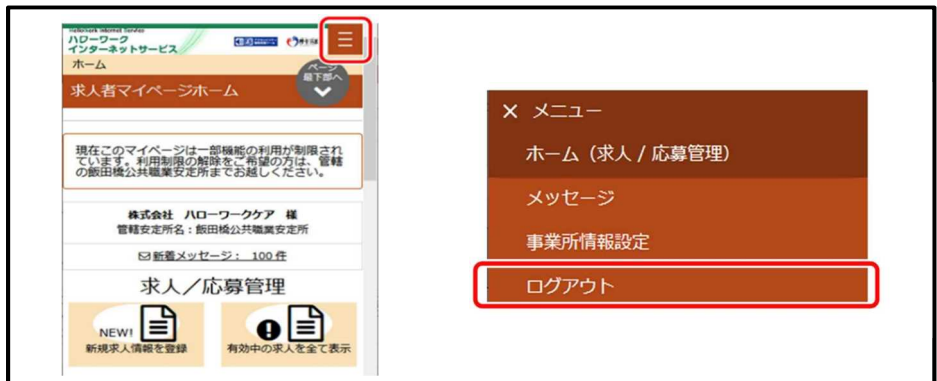 Hellowork Internet Service
ハローワーク
インターネットサービス
ホーム
ページ
最下部へ
求人者マイページホーム
現在このマイページは一部機能の利用が制限され
ています。利用制限の解除をご希望の方は、管轄
の飯田橋公共職業安定所までお越しください。
株式会社 ハローワークケア 様
管轄安定所名：飯田橋公共職業安定所
新着メッセージ： 100 件
求人／応募管理
NEW!
新規求人情報を登録
有効中の求人を全て表示
× メニュー
ホーム（求人 / 応募管理）
メッセージ
事業所情報設定
ログアウト